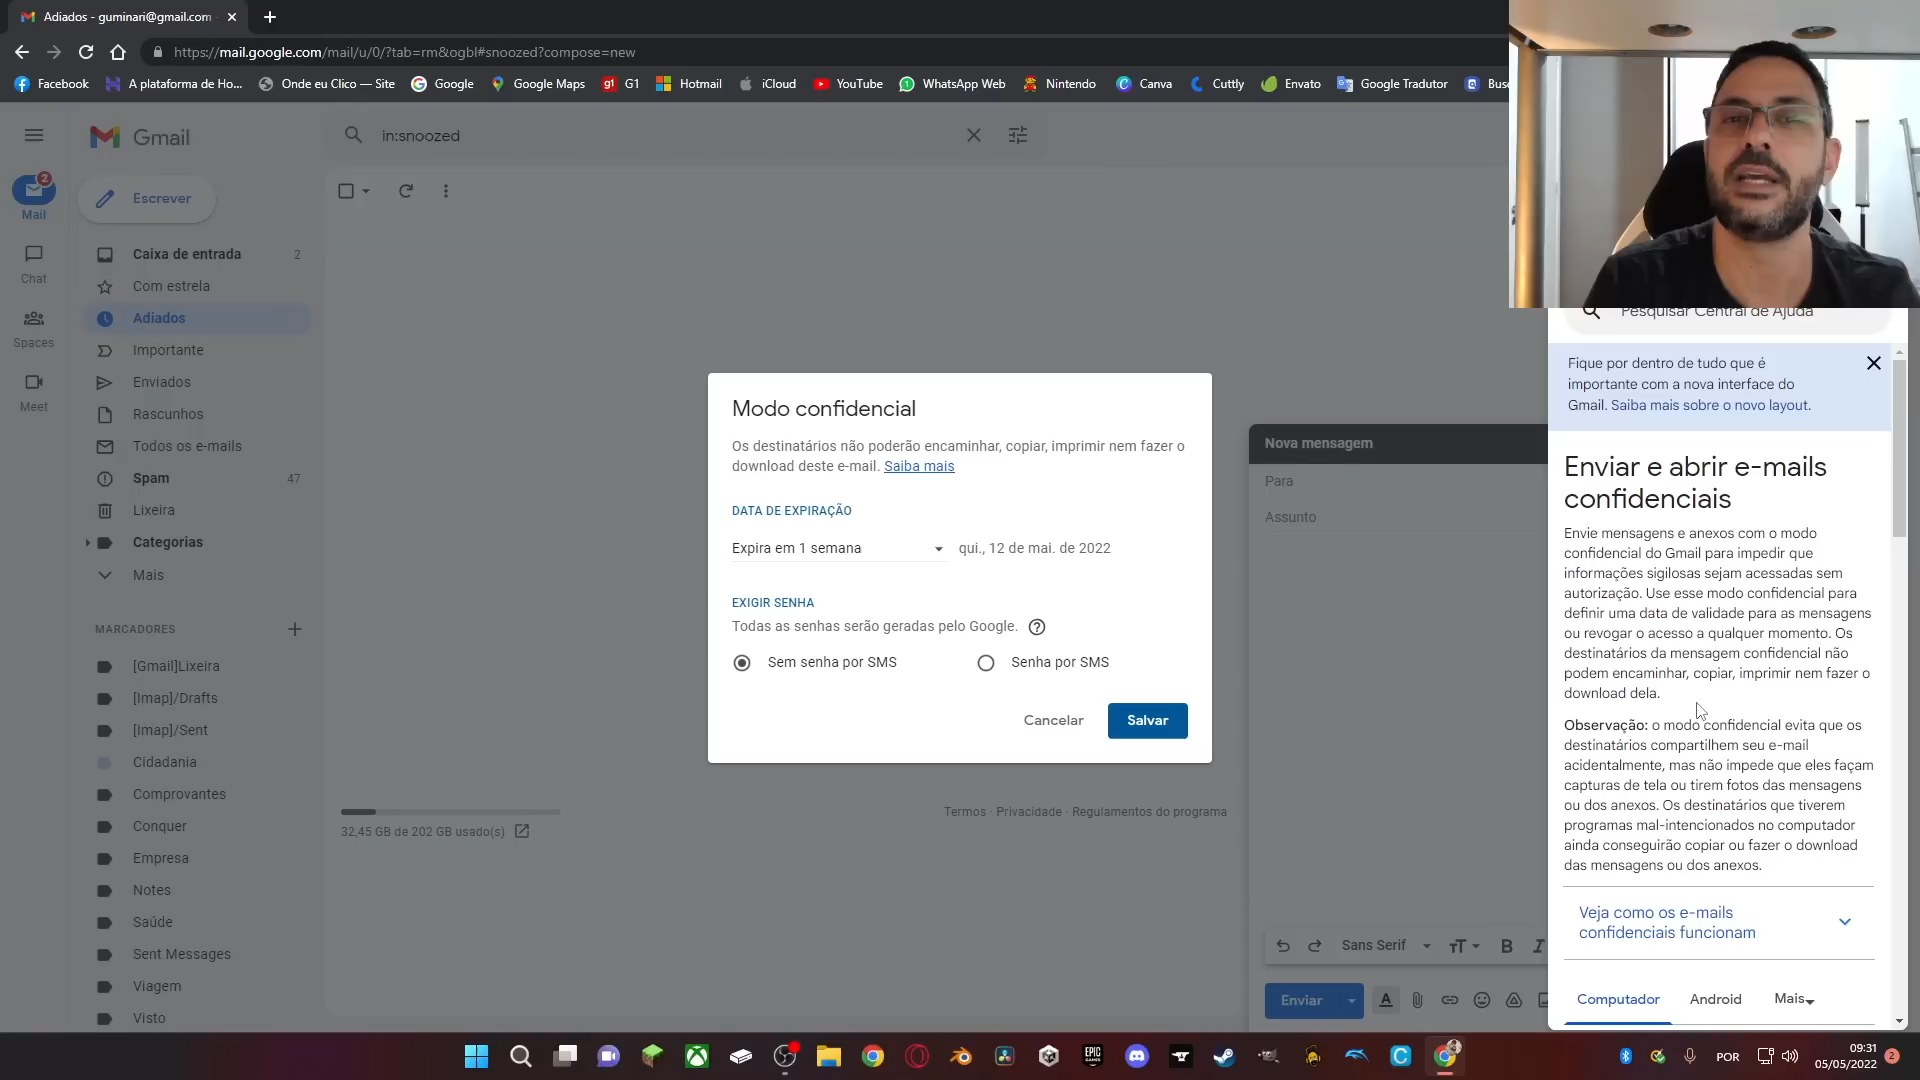 Adiados - guminari@gmail.com
https://mail.google.com/mail/u/0/?tab=rm&ogbl#snoozed?compose=new
Facebook
A plataforma de Ho...
Onde eu Clico — Site
Google
Google Maps
G1
Hotmail
iCloud
YouTube
WhatsApp Web
Nintendo
Canva
Cuttly
Envato
Google Tradutor
Gmail
in:snoozed
2
Mail
Escrever
Chat
Spaces
Meet
Caixa de entrada 2
Com estrela
Adiados
Importante
Enviados
Rascunhos
Todos os e-mails
Spam 47
Lixeira
Categorias
Mais
MARCADORES
[Gmail]Lixeira
[Imap]/Drafts
[Imap]/Sent
Cidadania
Comprovantes
Conquer
Empresa
Notes
Saúde
Sent Messages
Viagem
Visto
32,45 GB de 202 GB usado(s)
Termos · Privacidade · Regulamentos do programa
Modo confidencial
Os destinatários não poderão encaminhar, copiar, imprimir nem fazer o
download deste e-mail. Saiba mais
DATA DE EXPIRAÇÃO
Expira em 1 semana qui., 12 de mai. de 2022
EXIGIR SENHA
Todas as senhas serão geradas pelo Google.
Sem senha por SMS Senha por SMS
Cancelar Salvar
Nova mensagem
Para
Assunto
Sans Serif
Enviar
Pesquisar Central de Ajuda
Fique por dentro de tudo que é
importante com a nova interface do
Gmail. Saiba mais sobre o novo layout.
Enviar e abrir e-mails
confidenciais
Envie mensagens e anexos com o modo
confidencial do Gmail para impedir que
informações sigilosas sejam acessadas sem
autorização. Use esse modo confidencial para
definir uma data de validade para as mensagens
ou revogar o acesso a qualquer momento. Os
destinatários da mensagem confidencial não
podem encaminhar, copiar, imprimir nem fazer o
download dela.
Observação: o modo confidencial evita que os
destinatários compartilhem seu e-mail
acidentalmente, mas não impede que eles façam
capturas de tela ou tirem fotos das mensagens
ou dos anexos. Os destinatários que tiverem
programas mal-intencionados no computador
ainda conseguirão copiar ou fazer o download
das mensagens ou dos anexos.
Veja como os e-mails
confidenciais funcionam
Computador Android Mais
EPIC
GAMES
POR
09:31
05/05/2022
2